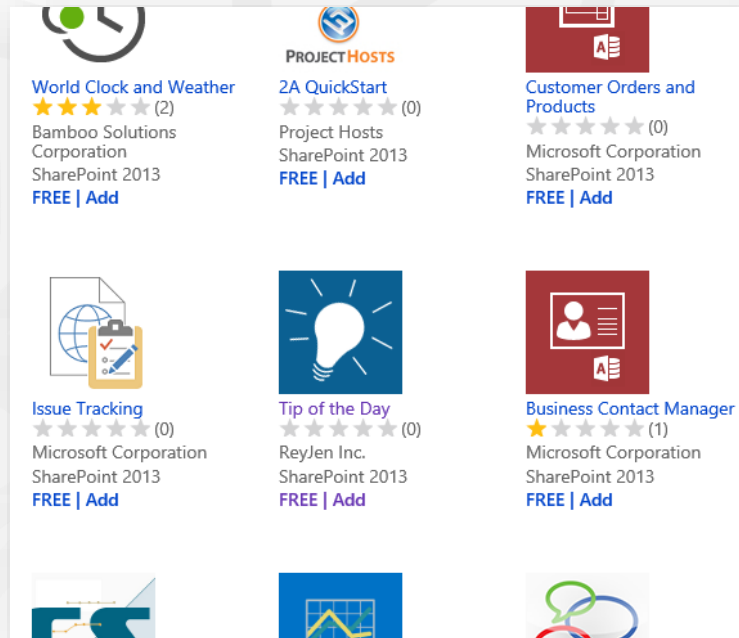 PROJECTHOSTS
A
World Clock and Weather
(2)
Bamboo Solutions
Corporation
SharePoint 2013
FREE | Add
2A QuickStart
(0)
Project Hosts
SharePoint 2013
FREE | Add
Customer Orders and
Products
(0)
Microsoft Corporation
SharePoint 2013
FREE | Add
A
Issue Tracking
(0)
Microsoft Corporation
SharePoint 2013
FREE | Add
Tip of the Day
(0)
ReyJen Inc.
SharePoint 2013
FREE | Add
Business Contact Manager
(1)
Microsoft Corporation
SharePoint 2013
FREE | Add